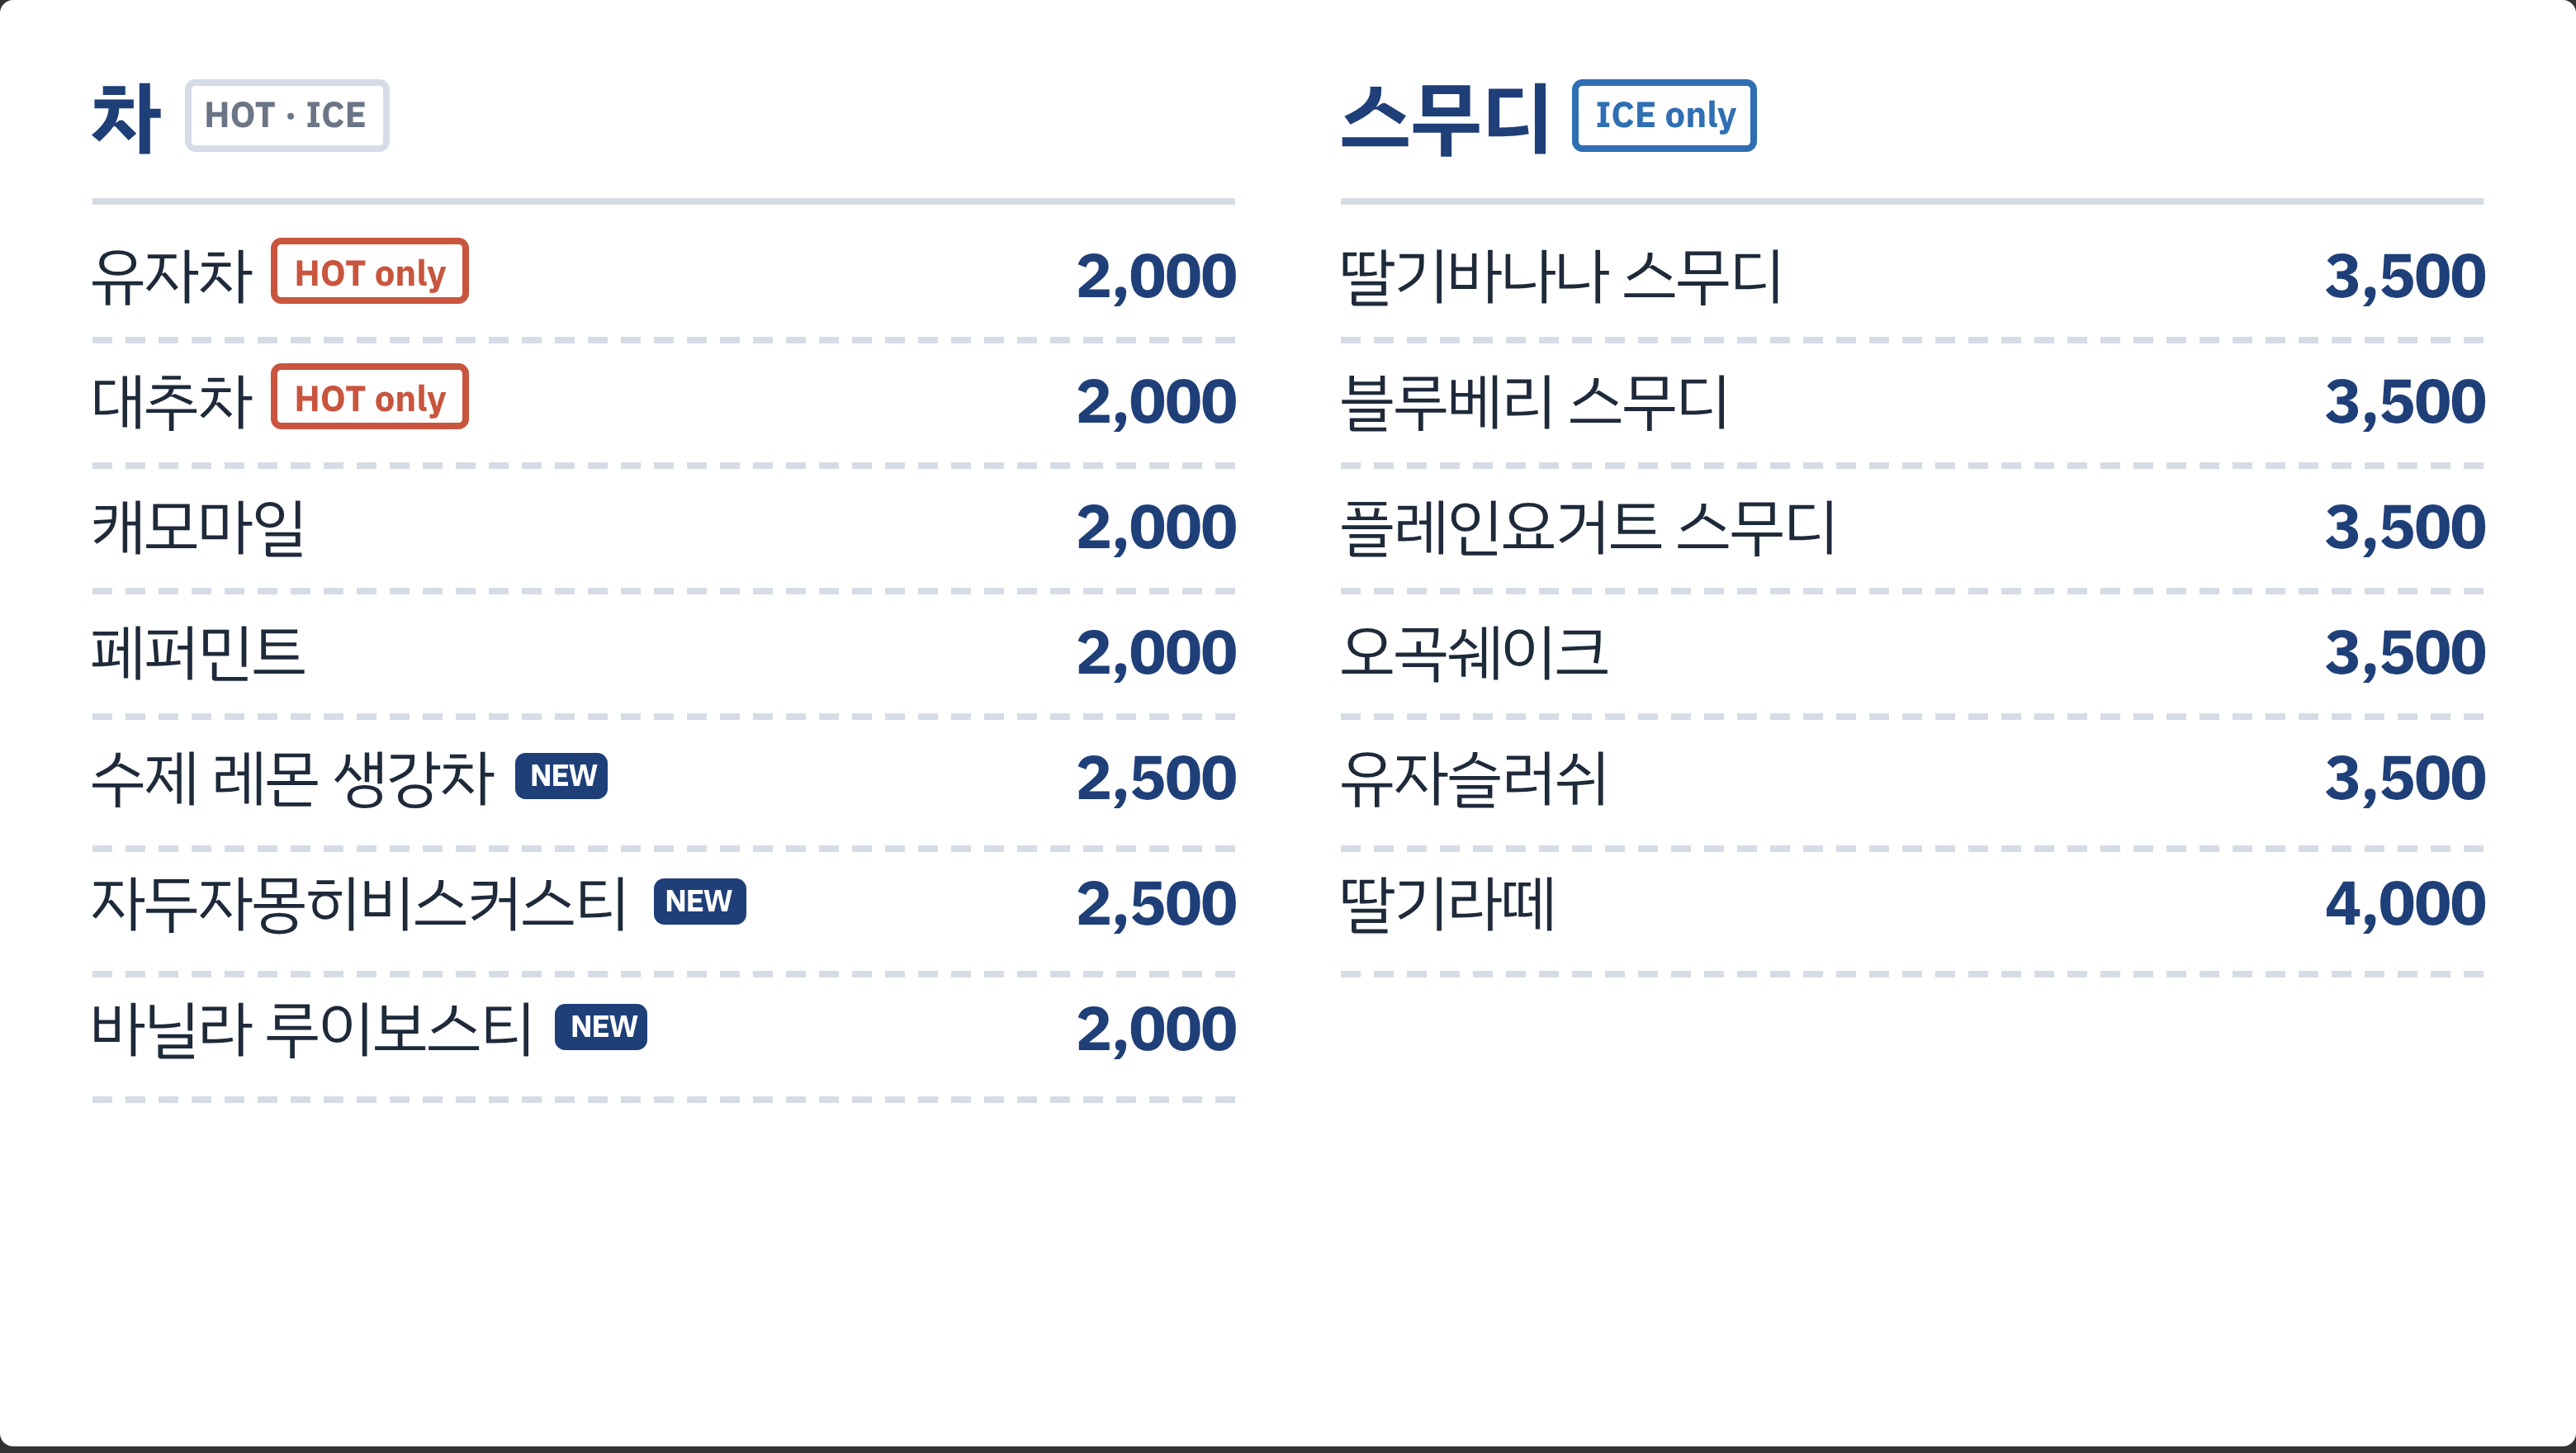 차 HOT · ICE
유자차 HOT only 2,000
대추차 HOT only 2,000
캐모마일 2,000
페퍼민트 2,000
수제 레몬 생강차 NEW 2,500
자두자몽히비스커스티 NEW 2,500
바닐라 루이보스티 NEW 2,000
스무디 ICE only
딸기바나나 스무디 3,500
블루베리 스무디 3,500
플레인요거트 스무디 3,500
오곡쉐이크 3,500
유자슬러쉬 3,500
딸기라떼 4,000